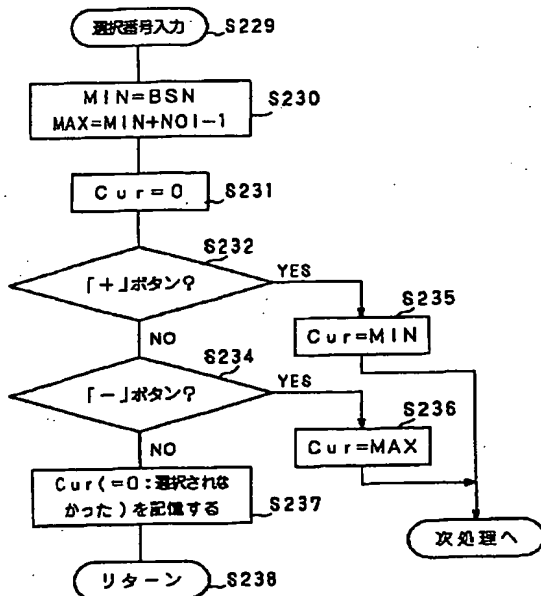 選択番号入力 S229
MIN=BSN
MAX=MIN+NOI-1
S230
Cur=0 S231
S232
「+」ボタン?
YES
S235
Cur=MIN
NO
S234
「-」ボタン?
YES
S236
Cur=MAX
NO
Cur(=0:選択されな
かった)を記憶する
S237
次処理へ
リターン S238